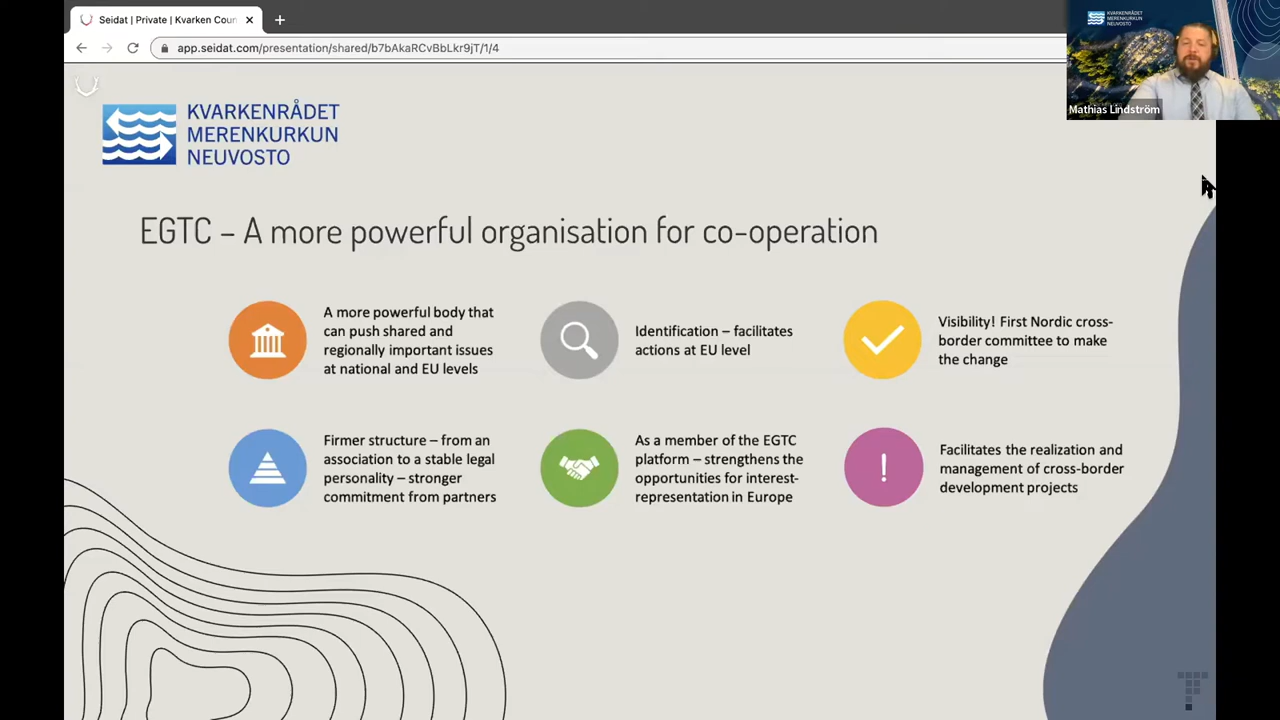 Seidat | Private | Kvarken Coun
app.seidat.com/presentation/shared/b7bAkaRCvBbLkr9jT/1/4
KVARKENRÅDET
MERENKURKUN
NEUVOSTO
Mathias Lindström
KVARKENRÅDET
MERENKURKUN
NEUVOSTO
EGTC – A more powerful organisation for co-operation
A more powerful body that
can push shared and
regionally important issues
at national and EU levels
Identification – facilitates
actions at EU level
Visibility! First Nordic cross-
border committee to make
the change
Firmer structure – from an
association to a stable legal
personality – stronger
commitment from partners
As a member of the EGTC
platform – strengthens the
opportunities for interest-
representation in Europe
!
Facilitates the realization and
management of cross-border
development projects